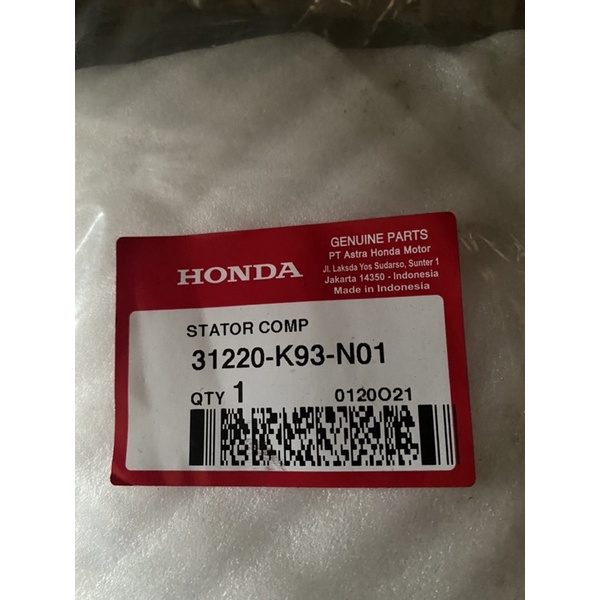 HONDA
GENUINE PARTS
PT Astra Honda Motor
Jl. Laksda Yos Sudarso, Sunter 1
Jakarta 14350 - Indonesia
Made in Indonesia
STATOR COMP
31220-K93-N01
QTY 1 0120O21